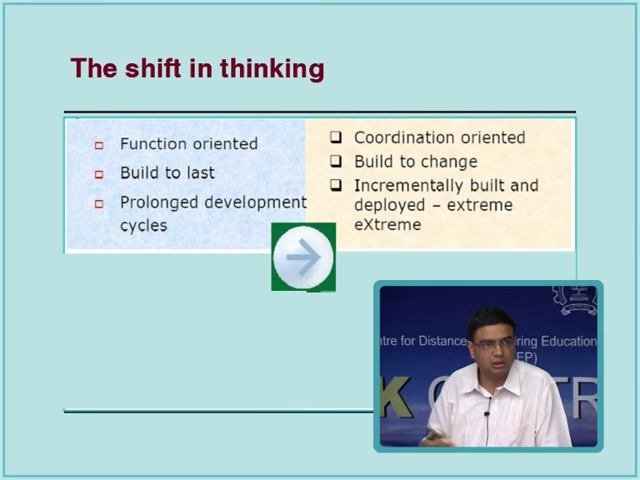 The shift in thinking
Function oriented
Build to last
Prolonged development
cycles
Coordination oriented
Build to change
Incrementally built and
deployed – extreme
eXtreme
ntre for Distance ring Education
EP)
K C TR